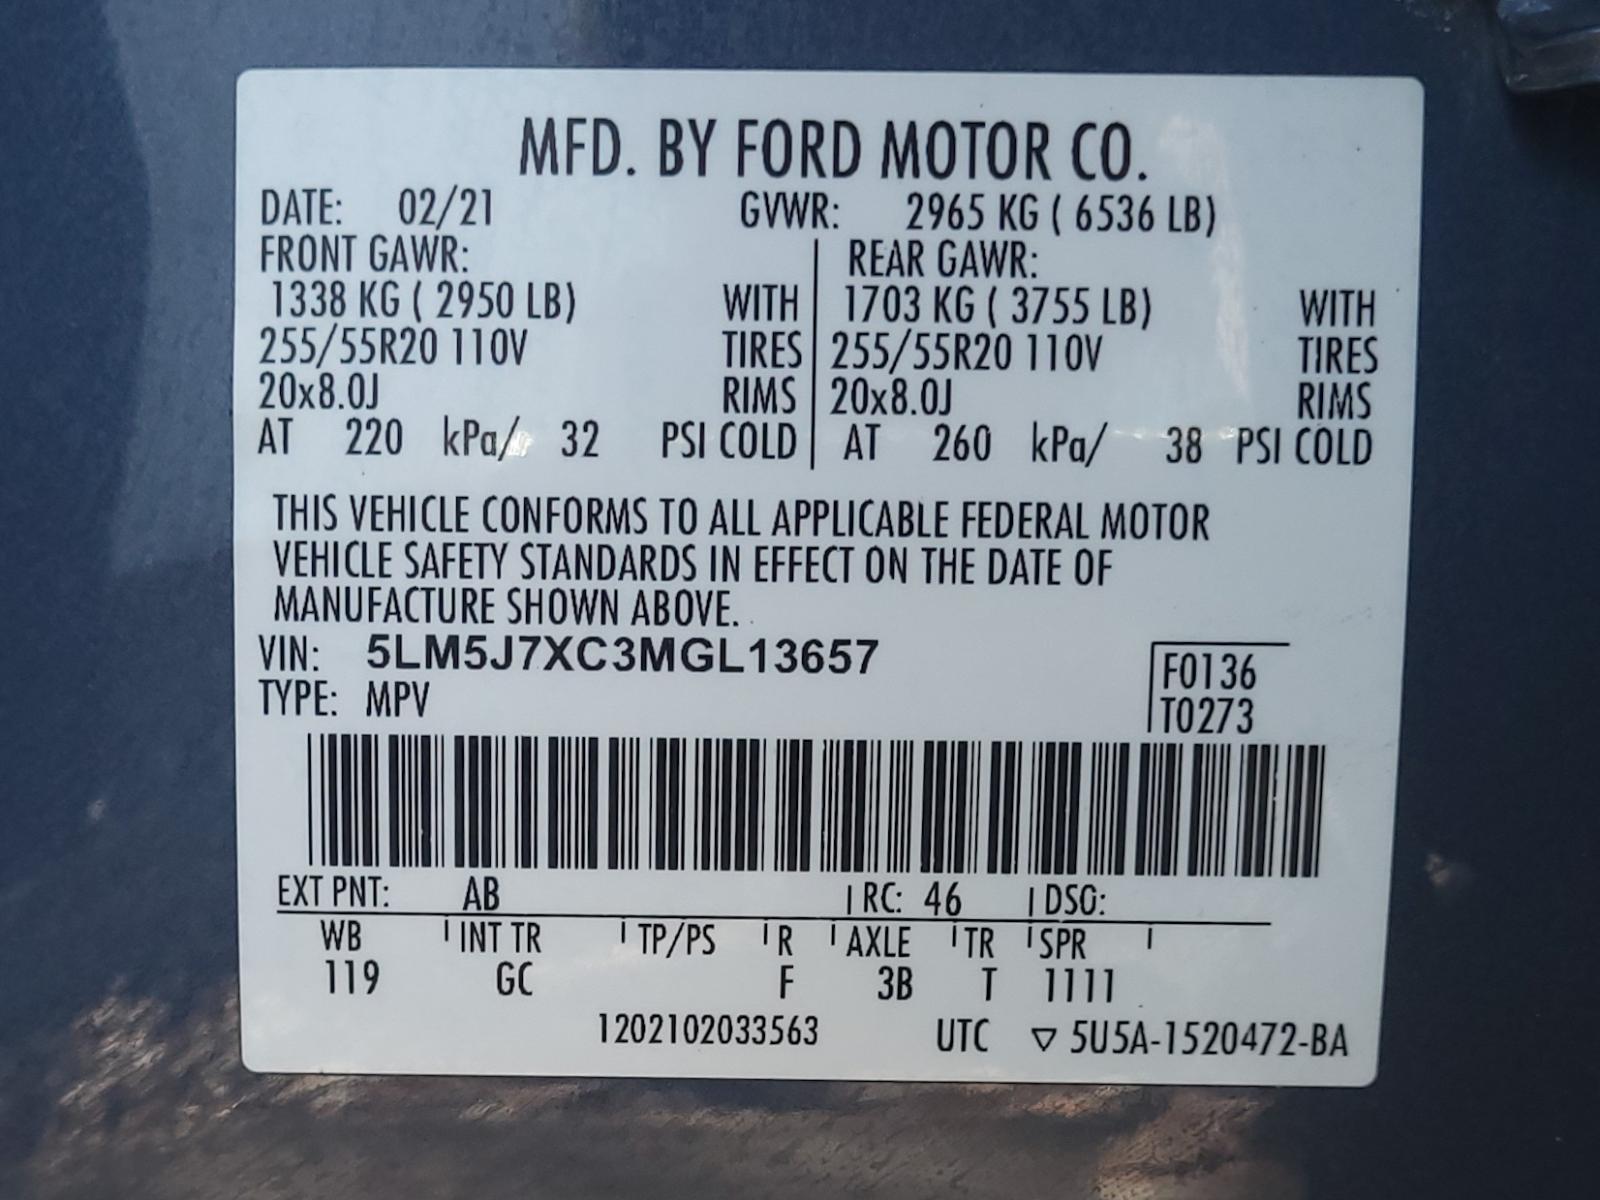 MFD. BY FORD MOTOR CO.
DATE: 02/21 GVWR: 2965 KG ( 6536 LB)
FRONT GAWR: REAR GAWR:
1338 KG ( 2950 LB) WITH 1703 KG ( 3755 LB) WITH
255/55R20 110V TIRES 255/55R20 110V TIRES
20x8.0J RIMS 20x8.0J RIMS
AT 220 kPa/ 32 PSI COLD AT 260 kPa/ 38 PSI COLD
THIS VEHICLE CONFORMS TO ALL APPLICABLE FEDERAL MOTOR
VEHICLE SAFETY STANDARDS IN EFFECT ON THE DATE OF
MANUFACTURE SHOWN ABOVE.
VIN: 5LM5J7XC3MGL13657 F0136
TYPE: MPV T0273
EXT PNT: AB RC: 46 DSO:
WB INT TR TP/PS R AXLE TR SPR
119 GC F 3B T 1111
1202102033563 UTC ▽ 5U5A-1520472-BA